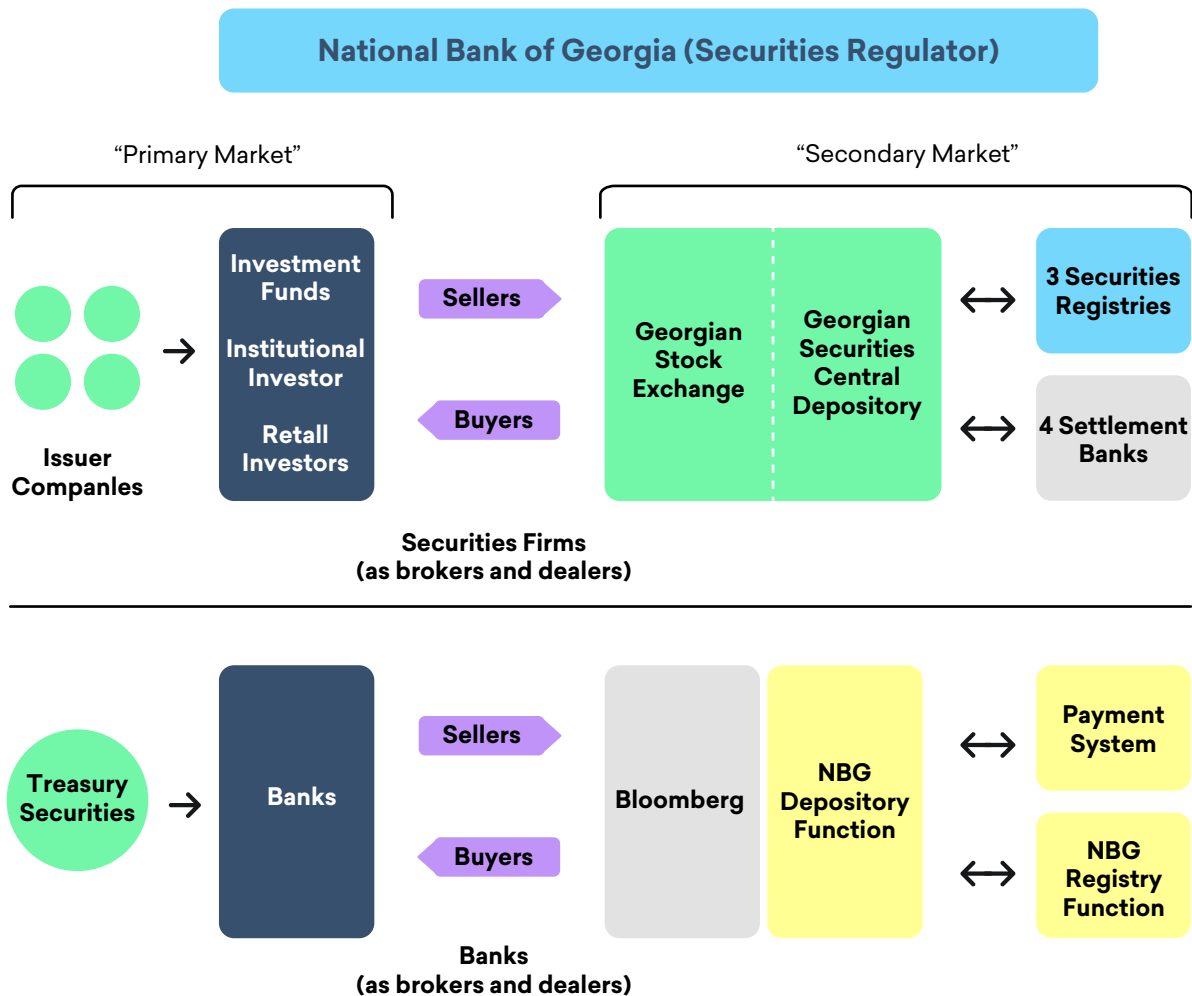 National Bank of Georgia (Securities Regulator)
“Primary Market”
“Secondary Market”
Issuer
Companles
Investment
Funds
Institutional
Investor
Retall
Investors
Sellers
Buyers
Georgian
Stock
Exchange
Georgian
Securities
Central
Depository
3 Securities
Registries
4 Settlement
Banks
Securities Firms
(as brokers and dealers)
Treasury
Securities
Banks
Sellers
Buyers
Bloomberg
NBG
Depository
Function
Payment
System
NBG
Registry
Function
Banks
(as brokers and dealers)